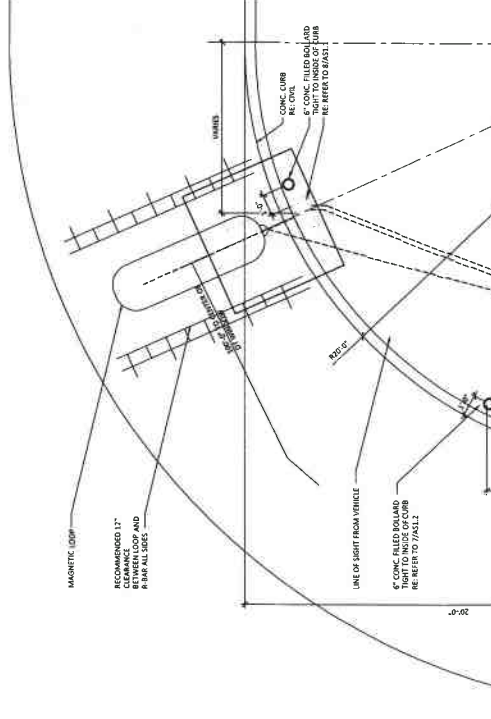 VARIES
CONC. CURB
RE: CIVIL
6" CONC. FILLED BOLLARD
TIGHT TO INSIDE OF CURB
RE: REFER TO 8/AS1.2
R20'-0"
MAGNETIC LOOP
RECOMMENDED 12"
CLEARANCE
BETWEEN LOOP AND
R-BAR ALL SIDES
LINE OF SIGHT FROM VEHICLE
6" CONC. FILLED BOLLARD
TIGHT TO INSIDE OF CURB
RE: REFER TO 7/AS1.2
20'-0"